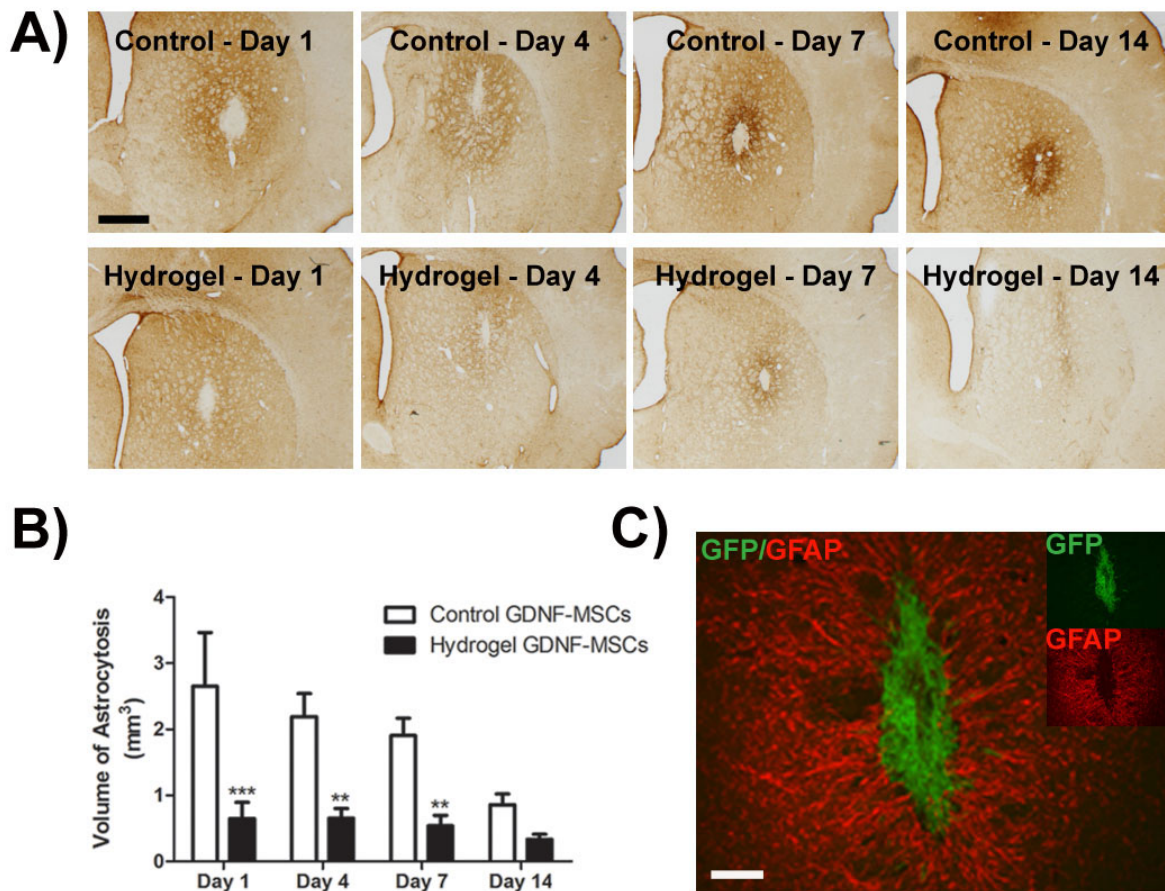 A)
Control - Day 1
Control - Day 4
Control - Day 7
Control - Day 14
Hydrogel - Day 1
Hydrogel - Day 4
Hydrogel - Day 7
Hydrogel - Day 14
B)
Volume of Astrocytosis
(mm³)
4
3
2
1
0
Control GDNF-MSCs
Hydrogel GDNF-MSCs
***
**
**
Day 1
Day 4
Day 7
Day 14
C)
GFP/GFAP
GFP
GFAP